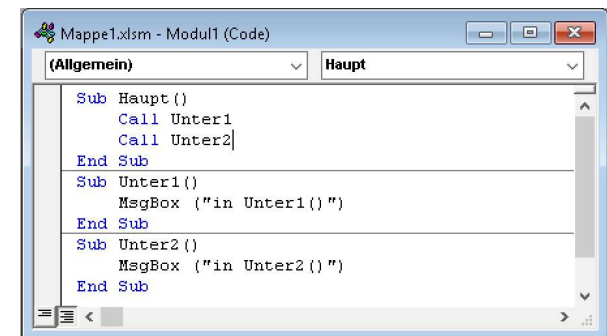 Mappe1.xlsm - Modul1 (Code)
(Allgemein) Haupt
Sub Haupt()
    Call Unter1
    Call Unter2
End Sub
Sub Unter1()
    MsgBox ("in Unter1()")
End Sub
Sub Unter2()
    MsgBox ("in Unter2()")
End Sub